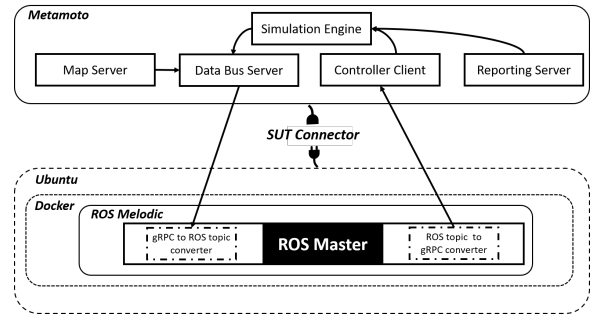 Metamoto
Simulation Engine
Map Server
Data Bus Server
Controller Client
Reporting Server
SUT Connector
Ubuntu
Docker
ROS Melodic
gRPC to ROS topic
converter
ROS Master
ROS topic to
gRPC converter